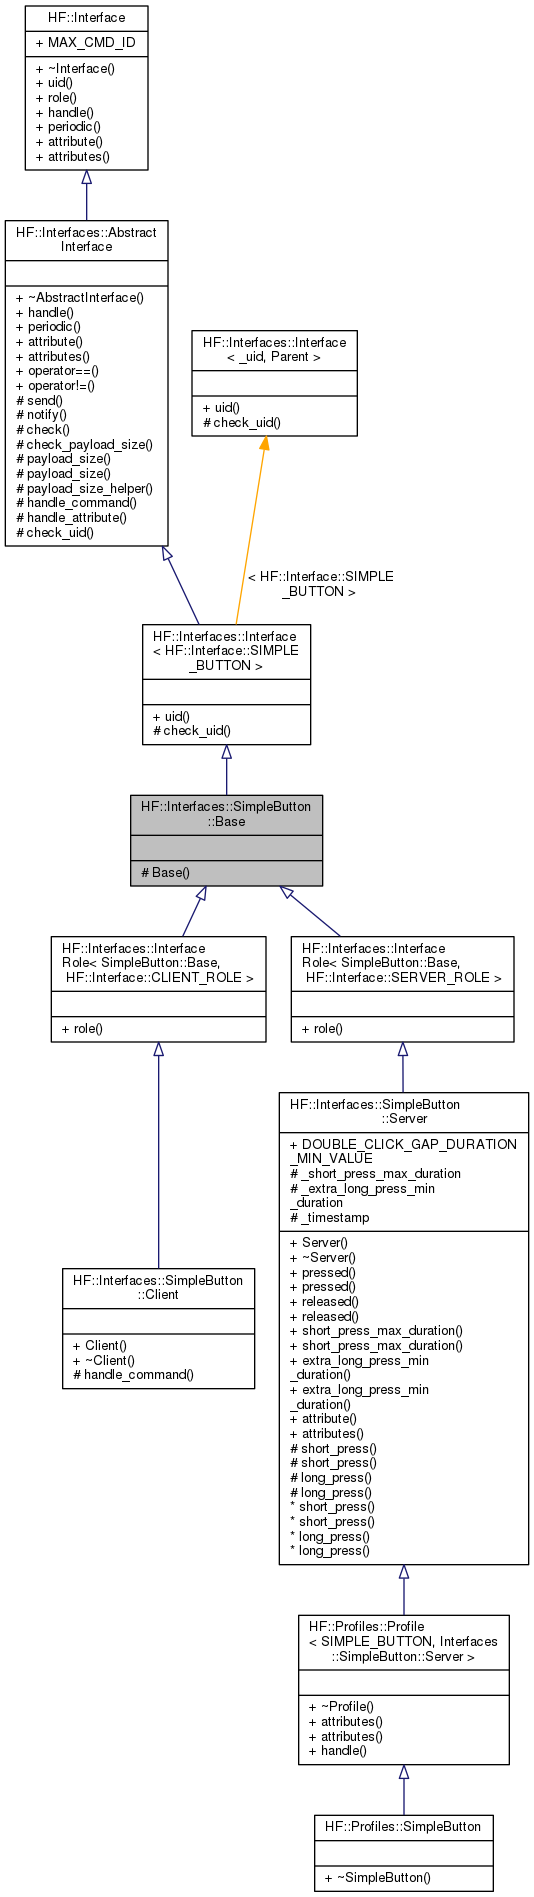 HF::Interface
+ MAX_CMD_ID
+ ~Interface()
+ uid()
+ role()
+ handle()
+ periodic()
+ attribute()
+ attributes()
HF::Interfaces::Abstract
Interface
+ ~AbstractInterface()
+ handle()
+ periodic()
+ attribute()
+ attributes()
+ operator==()
+ operator!=()
# send()
# notify()
# check()
# check_payload_size()
# payload_size()
# payload_size()
# payload_size_helper()
# handle_command()
# handle_attribute()
# check_uid()
HF::Interfaces::Interface
< _uid, Parent >
+ uid()
# check_uid()
< HF::Interface::SIMPLE
_BUTTON >
HF::Interfaces::Interface
< HF::Interface::SIMPLE
_BUTTON >
+ uid()
# check_uid()
HF::Interfaces::SimpleButton
::Base
# Base()
HF::Interfaces::Interface
Role< SimpleButton::Base,
HF::Interface::CLIENT_ROLE >
+ role()
HF::Interfaces::Interface
Role< SimpleButton::Base,
HF::Interface::SERVER_ROLE >
+ role()
HF::Interfaces::SimpleButton
::Server
+ DOUBLE_CLICK_GAP_DURATION
_MIN_VALUE
# _short_press_max_duration
# _extra_long_press_min
_duration
# _timestamp
+ Server()
+ ~Server()
+ pressed()
+ pressed()
+ released()
+ released()
+ short_press_max_duration()
+ short_press_max_duration()
+ extra_long_press_min
_duration()
+ extra_long_press_min
_duration()
+ attribute()
+ attributes()
# short_press()
# short_press()
# long_press()
# long_press()
* short_press()
* short_press()
* long_press()
* long_press()
HF::Interfaces::SimpleButton
::Client
+ Client()
+ ~Client()
# handle_command()
HF::Profiles::Profile
< SIMPLE_BUTTON, Interfaces
::SimpleButton::Server >
+ ~Profile()
+ attributes()
+ attributes()
+ handle()
HF::Profiles::SimpleButton
+ ~SimpleButton()